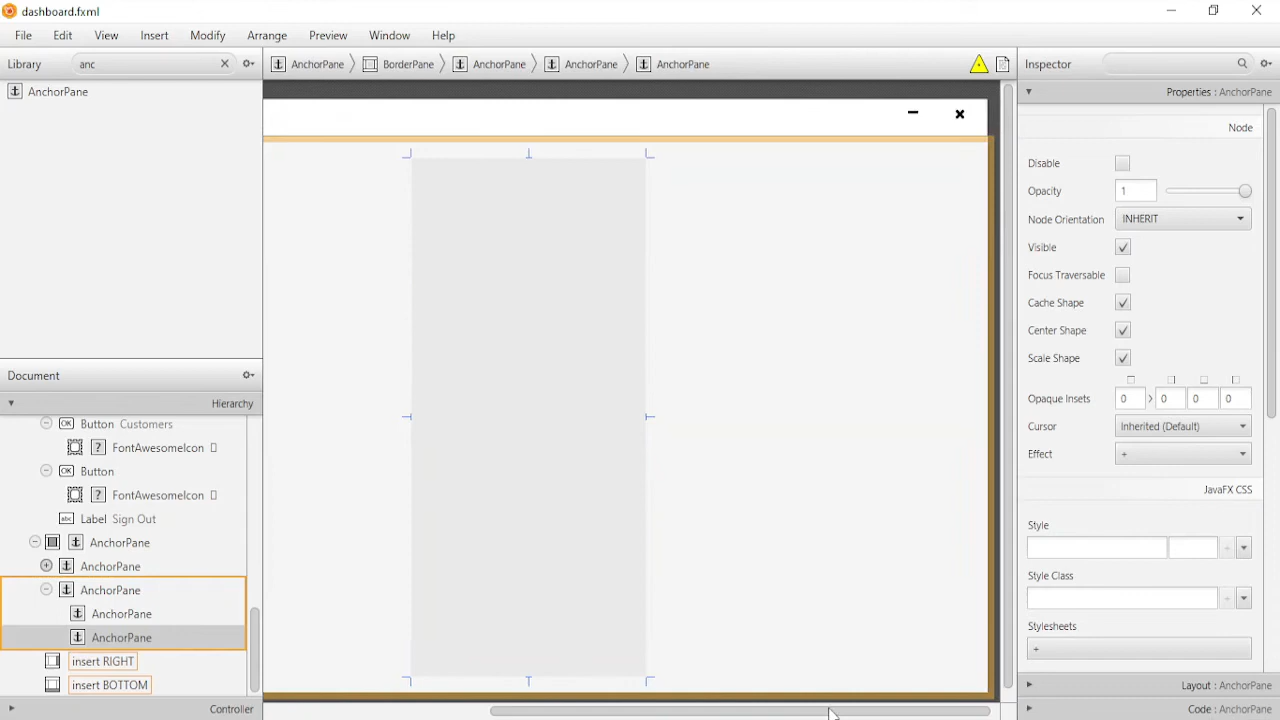 dashboard.fxml
File Edit View Insert Modify Arrange Preview Window Help
Library anc
AnchorPane
AnchorPane BorderPane AnchorPane AnchorPane AnchorPane
Inspector
Properties : AnchorPane
Node
Disable
Opacity 1
Node Orientation INHERIT
Visible
Focus Traversable
Cache Shape
Center Shape
Scale Shape
Opaque Insets 0 0 0 0
Cursor Inherited (Default)
Effect +
JavaFX CSS
Style
Style Class
Stylesheets
+
Layout : AnchorPane
Code : AnchorPane
Document
Hierarchy
Button Customers
FontAwesomeIcon
Button
FontAwesomeIcon
Label Sign Out
AnchorPane
AnchorPane
AnchorPane
AnchorPane
AnchorPane
insert RIGHT
insert BOTTOM
Controller